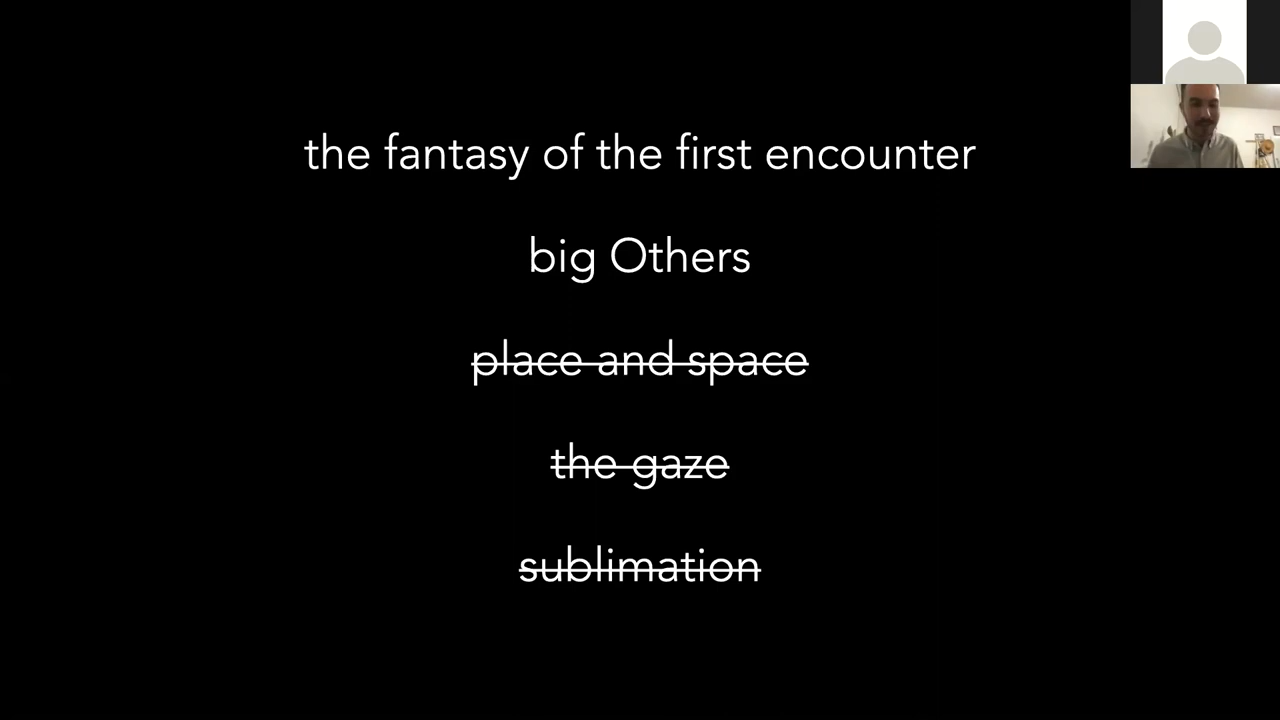 the fantasy of the first encounter
big Others
place and space
the gaze
sublimation